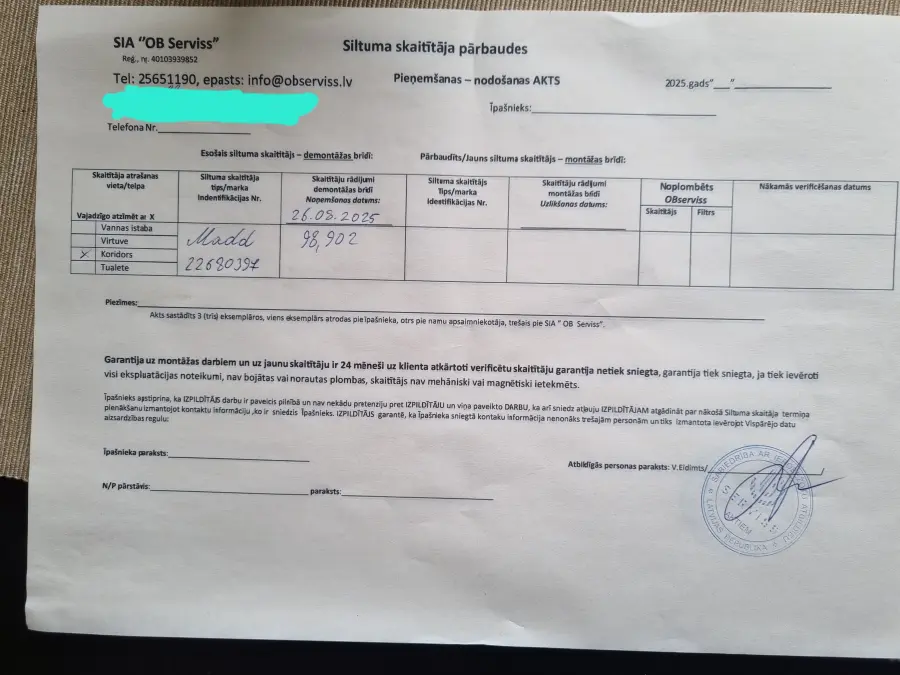 SIA "OB Serviss"
Reģ., nr. 40103939852
Tel: 25651190, epasts: info@observiss.lv
Telefona Nr.
Siltuma skaitītāja pārbaudes
Pieņemšanas – nodošanas AKTS
2025.gads"__"
Īpašnieks:
Esošais siltuma skaitītājs – demontāžas brīdī:
Pārbaudīts/Jauns siltuma skaitītājs – montāžas brīdī:
Skaitītāja atrašanas vieta/telpa
Vajadzīgo atzīmēt ar X
Siltuma skaitītāja tips/marka Indentifikācijas Nr.
Skaitītāju rādījumi demontāžas brīdī
Noņemšanas datums:
26.08.2025
Siltuma skaitītājs Tips/marka Identifikācijas Nr.
Skaitītāju rādījumi montāžas brīdī
Uzlikšanas datums:
Noplombēts OBserviss
Skaitītājs
Filtrs
Nākamās verificēšanas datums
Vannas istaba
Virtuve
X Koridors
Tualete
Madd
22680397
98,902
Piezīmes:
Akts sastādīts 3 (trīs) eksemplāros, viens eksemplārs atrodas pie īpašnieka, otrs pie namu apsaimniekotāja, trešais pie SIA " OB Serviss".
Garantija uz montāžas darbiem un uz jaunu skaitītāju ir 24 mēneši uz klienta atkārtoti verificētu skaitītāju garantija netiek sniegta, garantija tiek sniegta, ja tiek ievēroti
visi ekspluatācijas noteikumi, nav bojātas vai norautas plombas, skaitītājs nav mehāniski vai magnētiski ietekmēts.
Īpašnieks apstiprina, ka IZPILDĪTĀJS darbu ir paveicis pilnībā un nav nekādu pretenziju pret IZPILDĪTĀJU un viņa paveikto DARBU, ka arī sniedz atļauju IZPILDĪTĀJAM atgādināt par nākošā Siltuma skaitāja termiņa
pienākšanu izmantojot kontaktu informāciju ,ko ir sniedzis Īpašnieks. IZPILDĪTĀJS garantē, ka Īpašnieka sniegtā kontaku informācija nenonāks trešajām personām un tiks izmantota ievērojot Vispārējo datu
aizsardzības regulu:
Īpašnieka paraksts:
Atbildīgās personas paraksts: V.Eidimts/
N/P pārstāvis: paraksts:
LATVIJAS REPUBLIKA